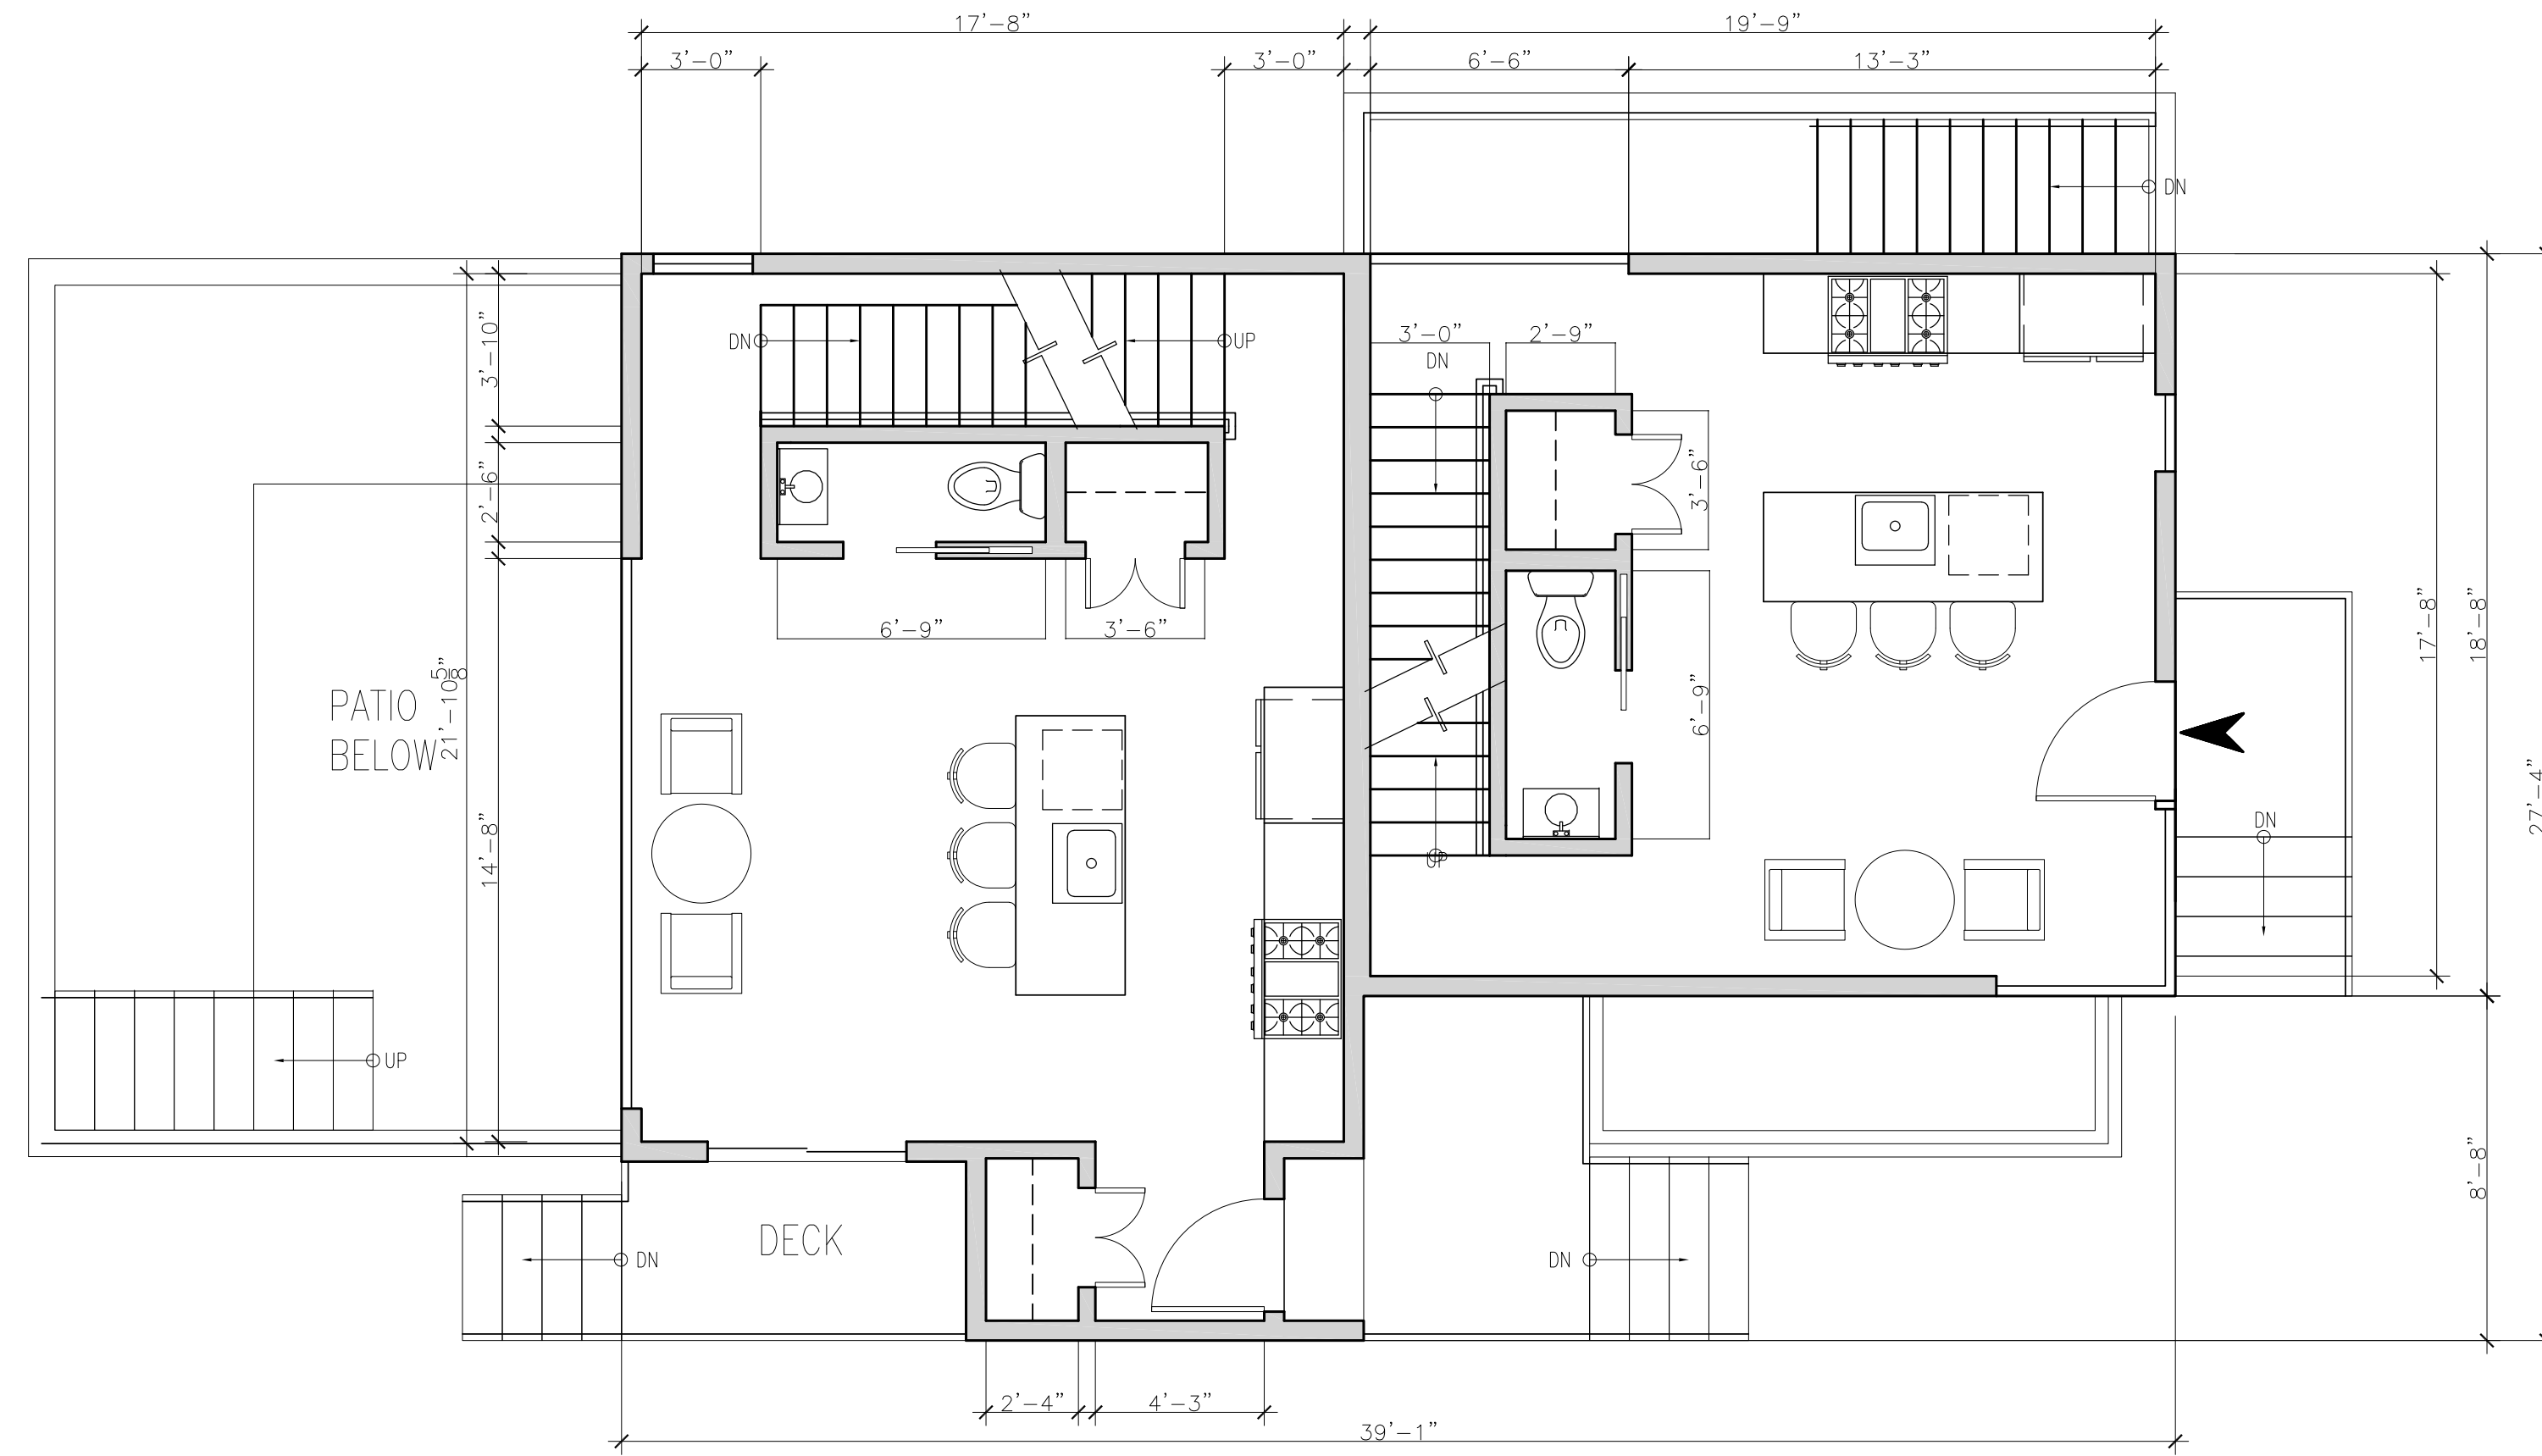 17'-8"
19'-9"
3'-0"
3'-0"
6'-6"
13'-3"
DN
3'-10"
DN
UP
3'-0"
2'-9"
DN
2'-6"
3'-6"
17'-8"
18'-8"
6'-9"
3'-6"
PATIO
BELOW
21'-10 5/8"
6'-9"
27'-4"
14'-8"
DN
UP
UP
8'-8"
DECK
DN
DN
2'-4"
4'-3"
39'-1"